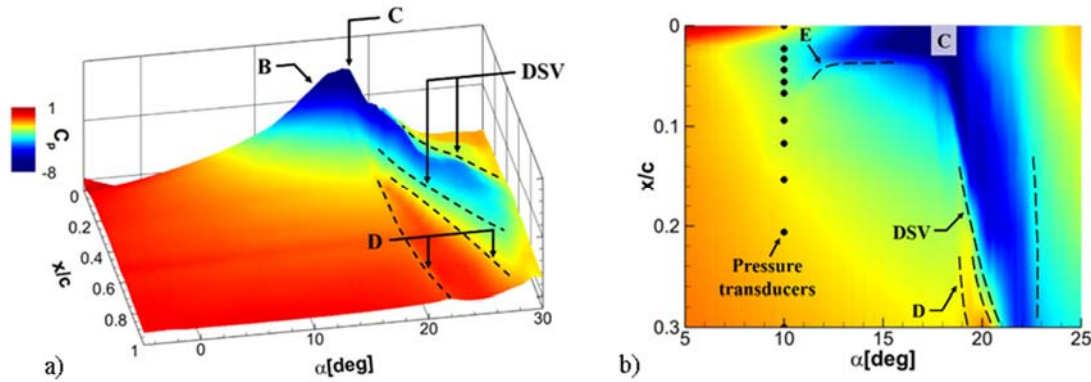 C
B
DSV
1
C_p
-8
0
0.2
0.4
0.6
0.8
1
x/c
D
0
10
20
30
α[deg]
a)
0
E
C
0.1
x/c
DSV
0.2
Pressure
transducers
D
0.3
5
10
15
20
25
α[deg]
b)